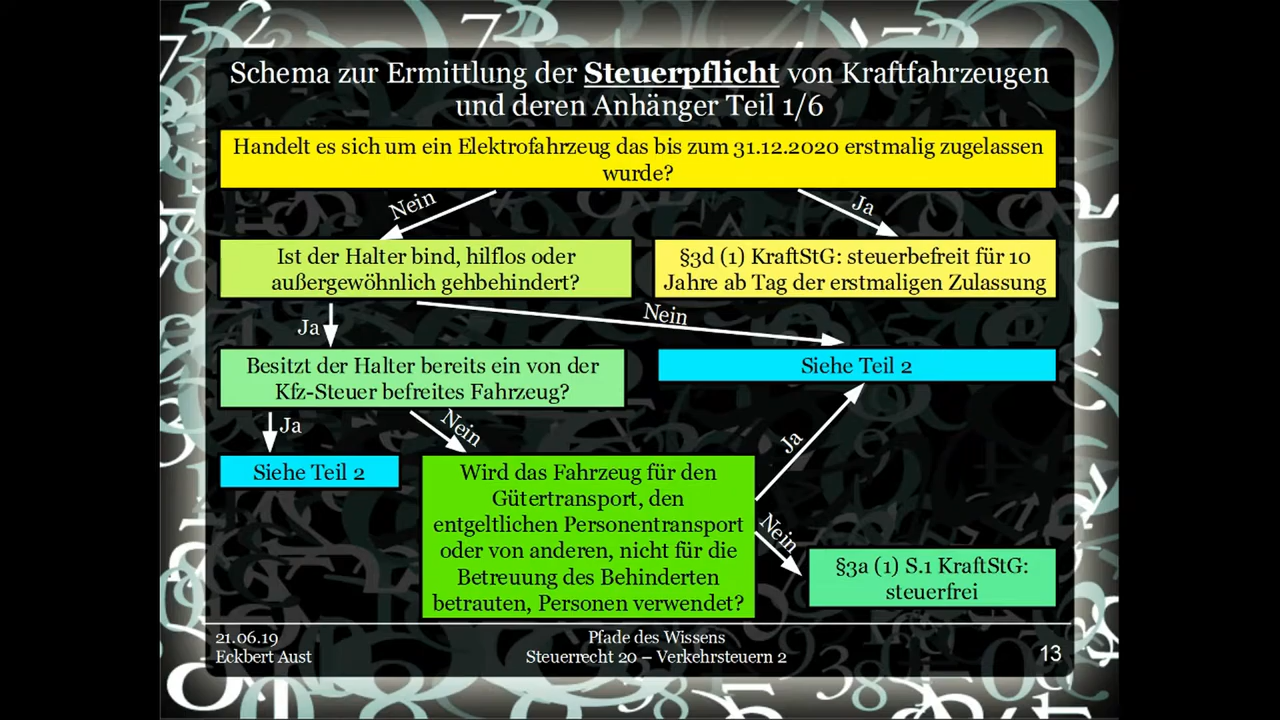 Schema zur Ermittlung der Steuerpflicht von Kraftfahrzeugen
und deren Anhänger Teil 1/6
Handelt es sich um ein Elektrofahrzeug das bis zum 31.12.2020 erstmalig zugelassen
wurde?
Nein
Ja
Ist der Halter bind, hilflos oder
außergewöhnlich gehbehindert?
§3d (1) KraftStG: steuerbefreit für 10
Jahre ab Tag der erstmaligen Zulassung
Ja
Nein
Besitzt der Halter bereits ein von der
Kfz-Steuer befreites Fahrzeug?
Siehe Teil 2
Ja
Nein
Ja
Siehe Teil 2
Wird das Fahrzeug für den
Gütertransport, den
entgeltlichen Personentransport
oder von anderen, nicht für die
Betreuung des Behinderten
betrauten, Personen verwendet?
Nein
§3a (1) S.1 KraftStG:
steuerfrei
21.06.19
Eckbert Aust
Pfade des Wissens
Steuerrecht 20 – Verkehrsteuern 2
13